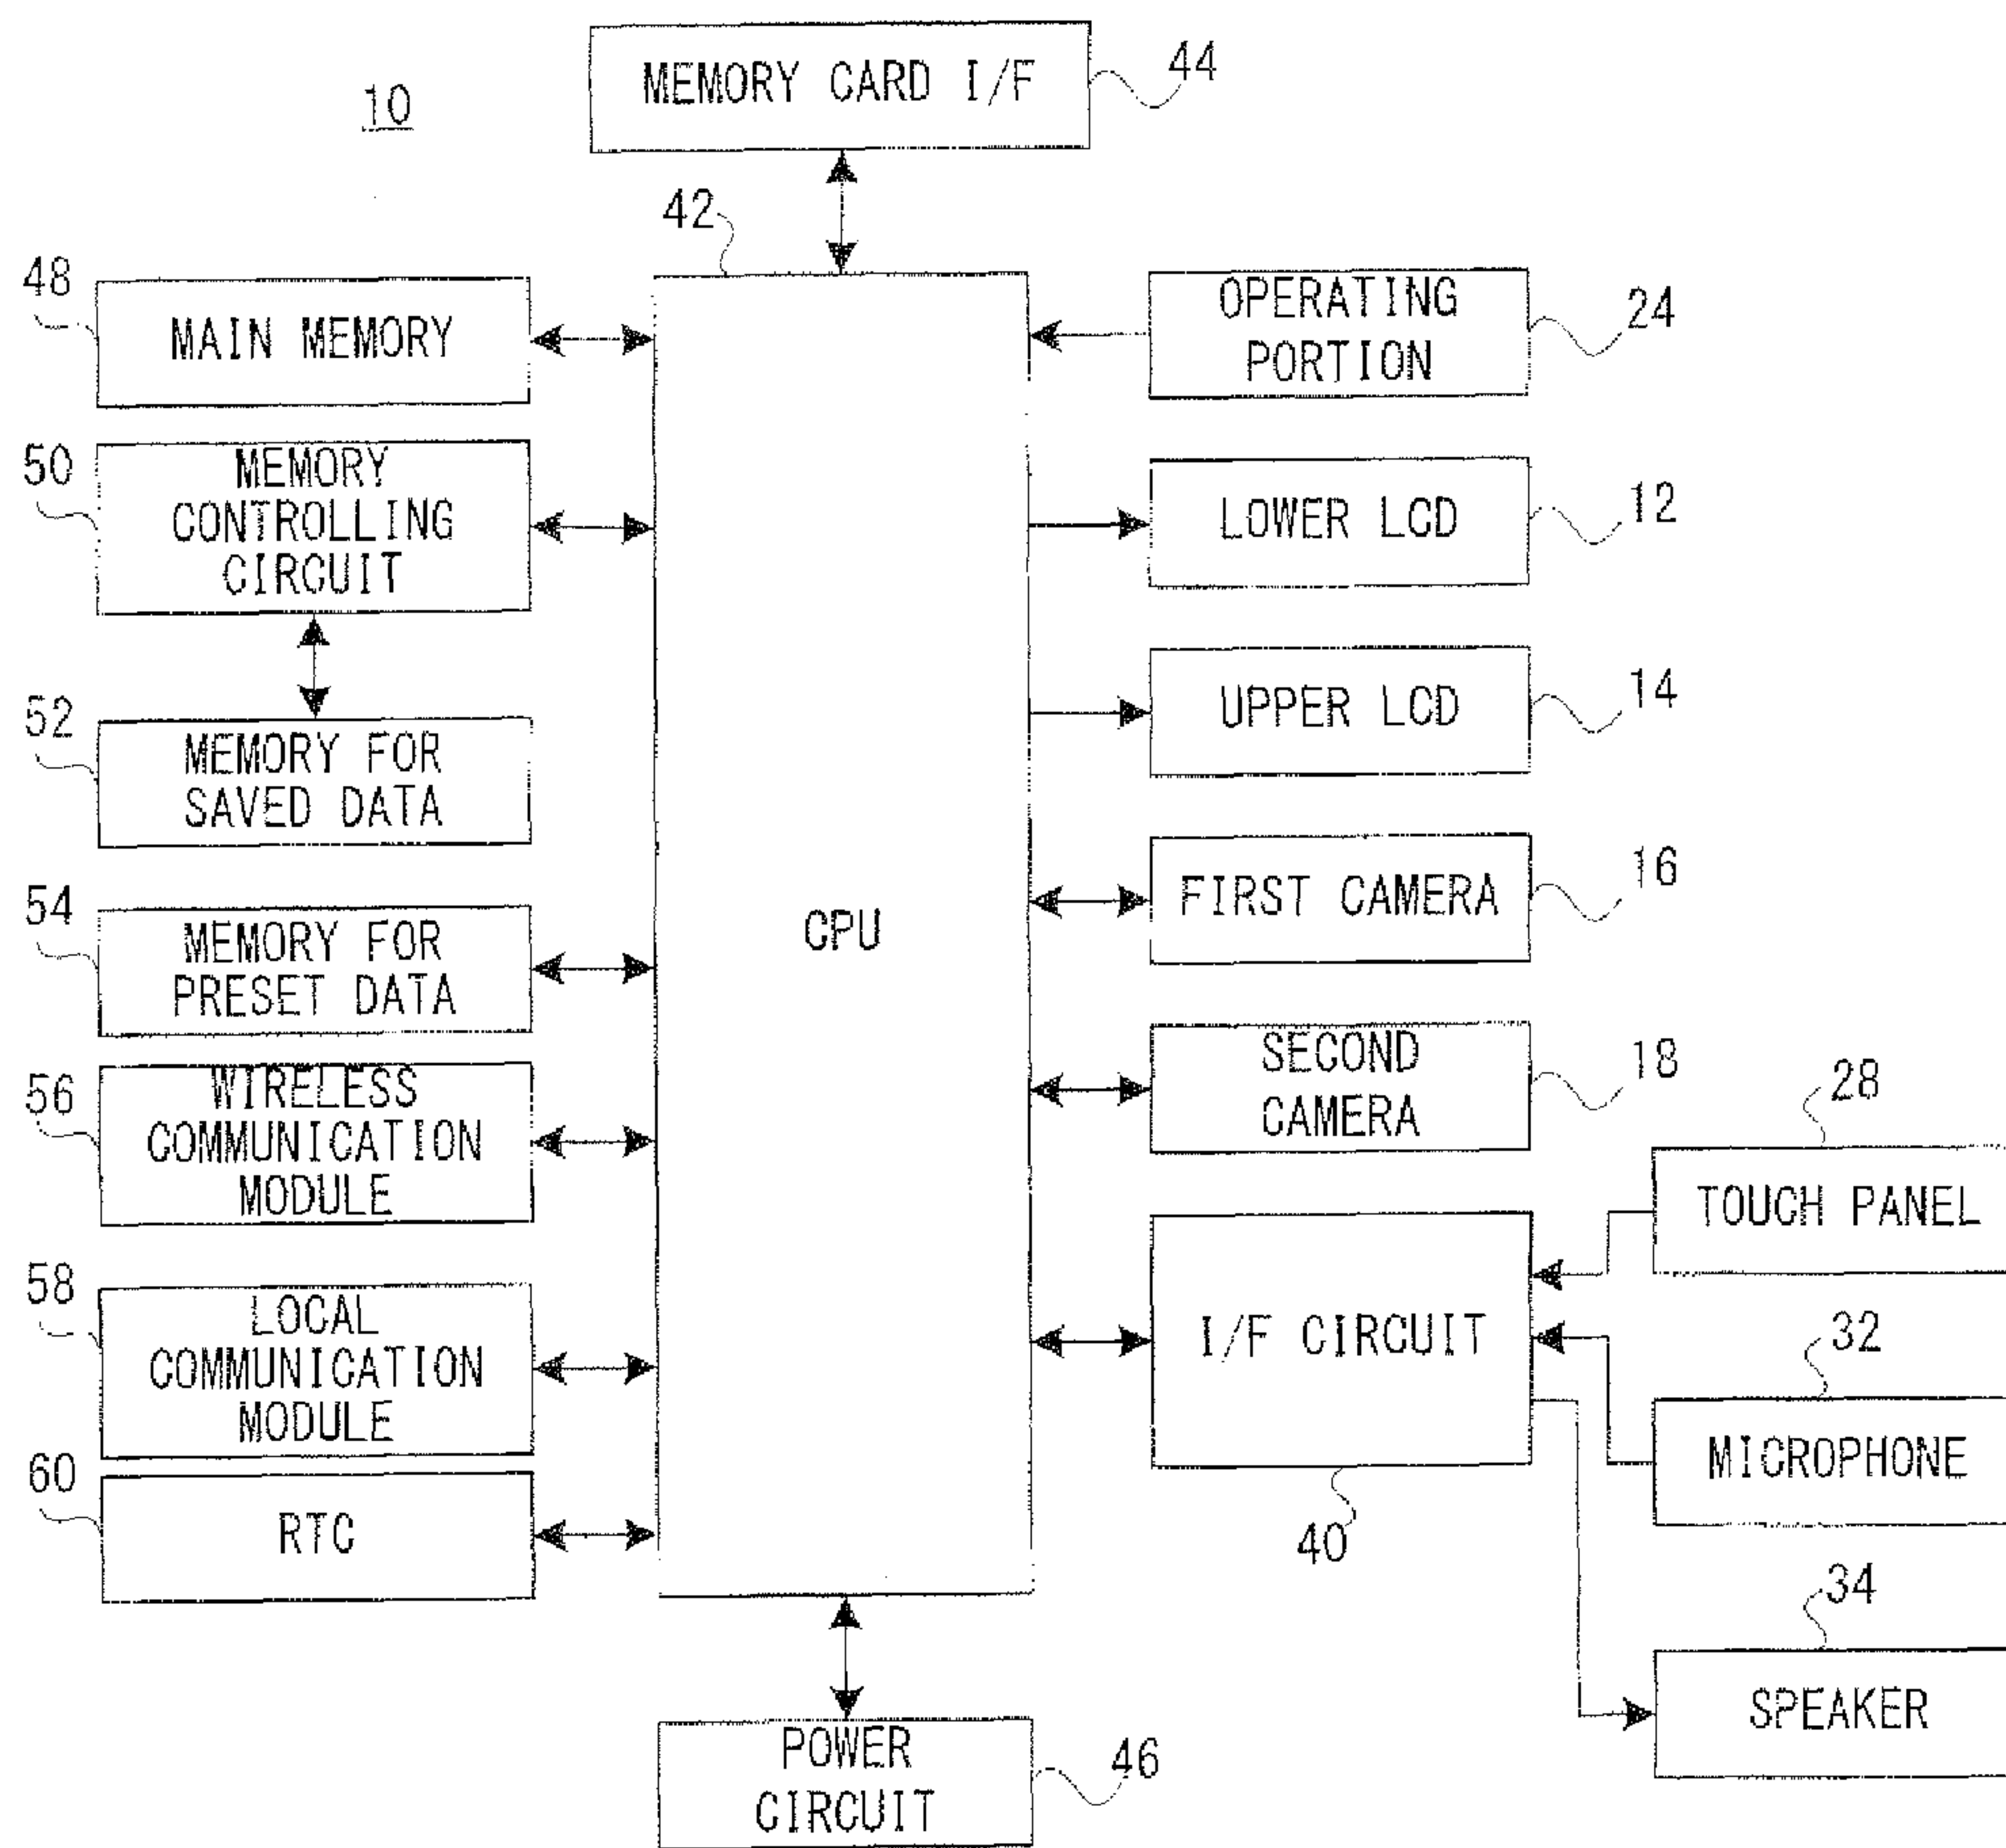 10
MEMORY CARD I/F
44
42
48
MAIN MEMORY
OPERATING
PORTION
24
50
MEMORY
CONTROLLING
CIRCUIT
LOWER LCD
12
52
MEMORY FOR
SAVED DATA
UPPER LCD
14
54
MEMORY FOR
PRESET DATA
CPU
FIRST CAMERA
16
56
WIRELESS
COMMUNICATION
MODULE
SECOND
CAMERA
18
28
TOUCH PANEL
58
LOCAL
COMMUNICATION
MODULE
I/F CIRCUIT
40
32
MICROPHONE
60
RTC
34
SPEAKER
POWER
CIRCUIT
46